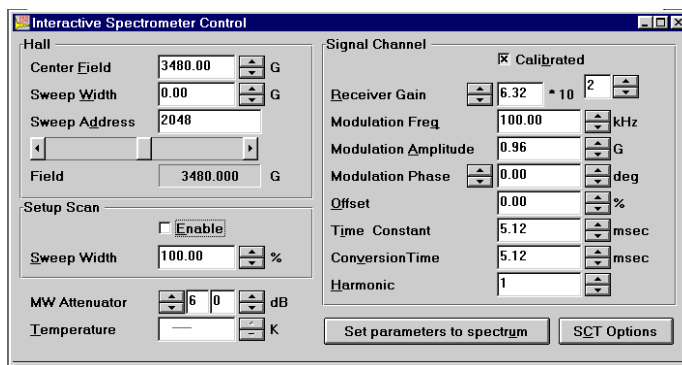 Interactive Spectrometer Control
Hall
Center Field 3480.00 G
Sweep Width 0.00 G
Sweep Address 2048
Field 3480.000 G
Setup Scan
Enable
Sweep Width 100.00 %
MW Attenuator 6 0 dB
Temperature K
Signal Channel
Calibrated
Receiver Gain 6.32 * 10 2
Modulation Freq. 100.00 kHz
Modulation Amplitude 0.96 G
Modulation Phase 0.00 deg
Offset 0.00 %
Time Constant 5.12 msec
ConversionTime 5.12 msec
Harmonic 1
Set parameters to spectrum SCT Options